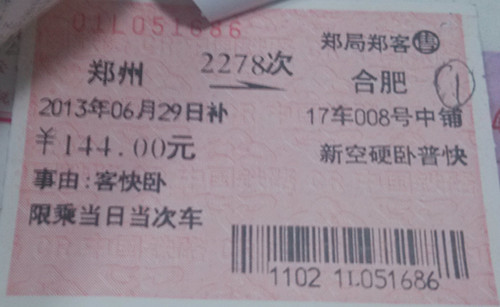 01L051686
郑局郑客售
郑州 2278次 合肥 1
2013年06月29日补 17车008号中铺
¥144.00元 新空硬卧普快
事由:客快卧
限乘当日当次车
1102 1L051686